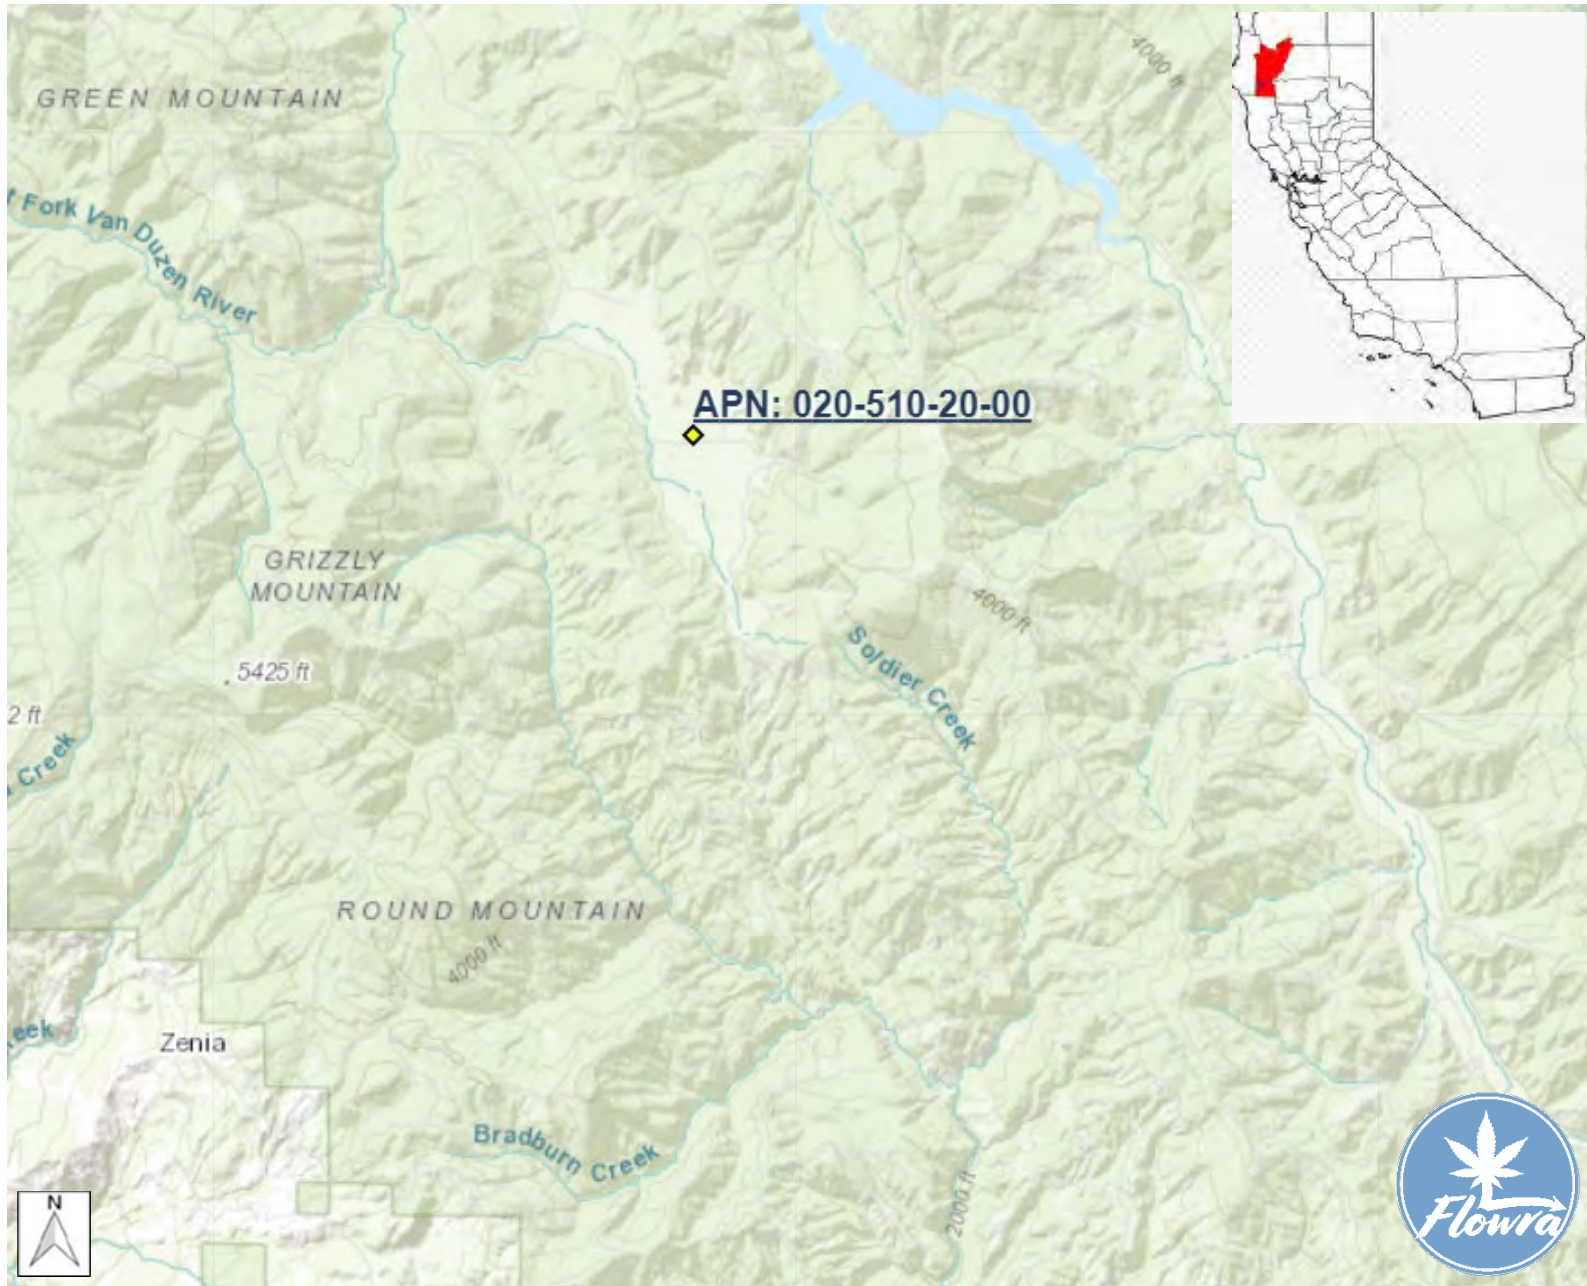 4000 ft
GREEN MOUNTAIN
Fork Van Duzen River
APN: 020-510-20-00
GRIZZLY
MOUNTAIN
4000 ft
5425 ft
Soldier Creek
2 ft
Creek
ROUND MOUNTAIN
4000 ft
Zenia
eek
Bradburn Creek
2000 ft
N
Flowra